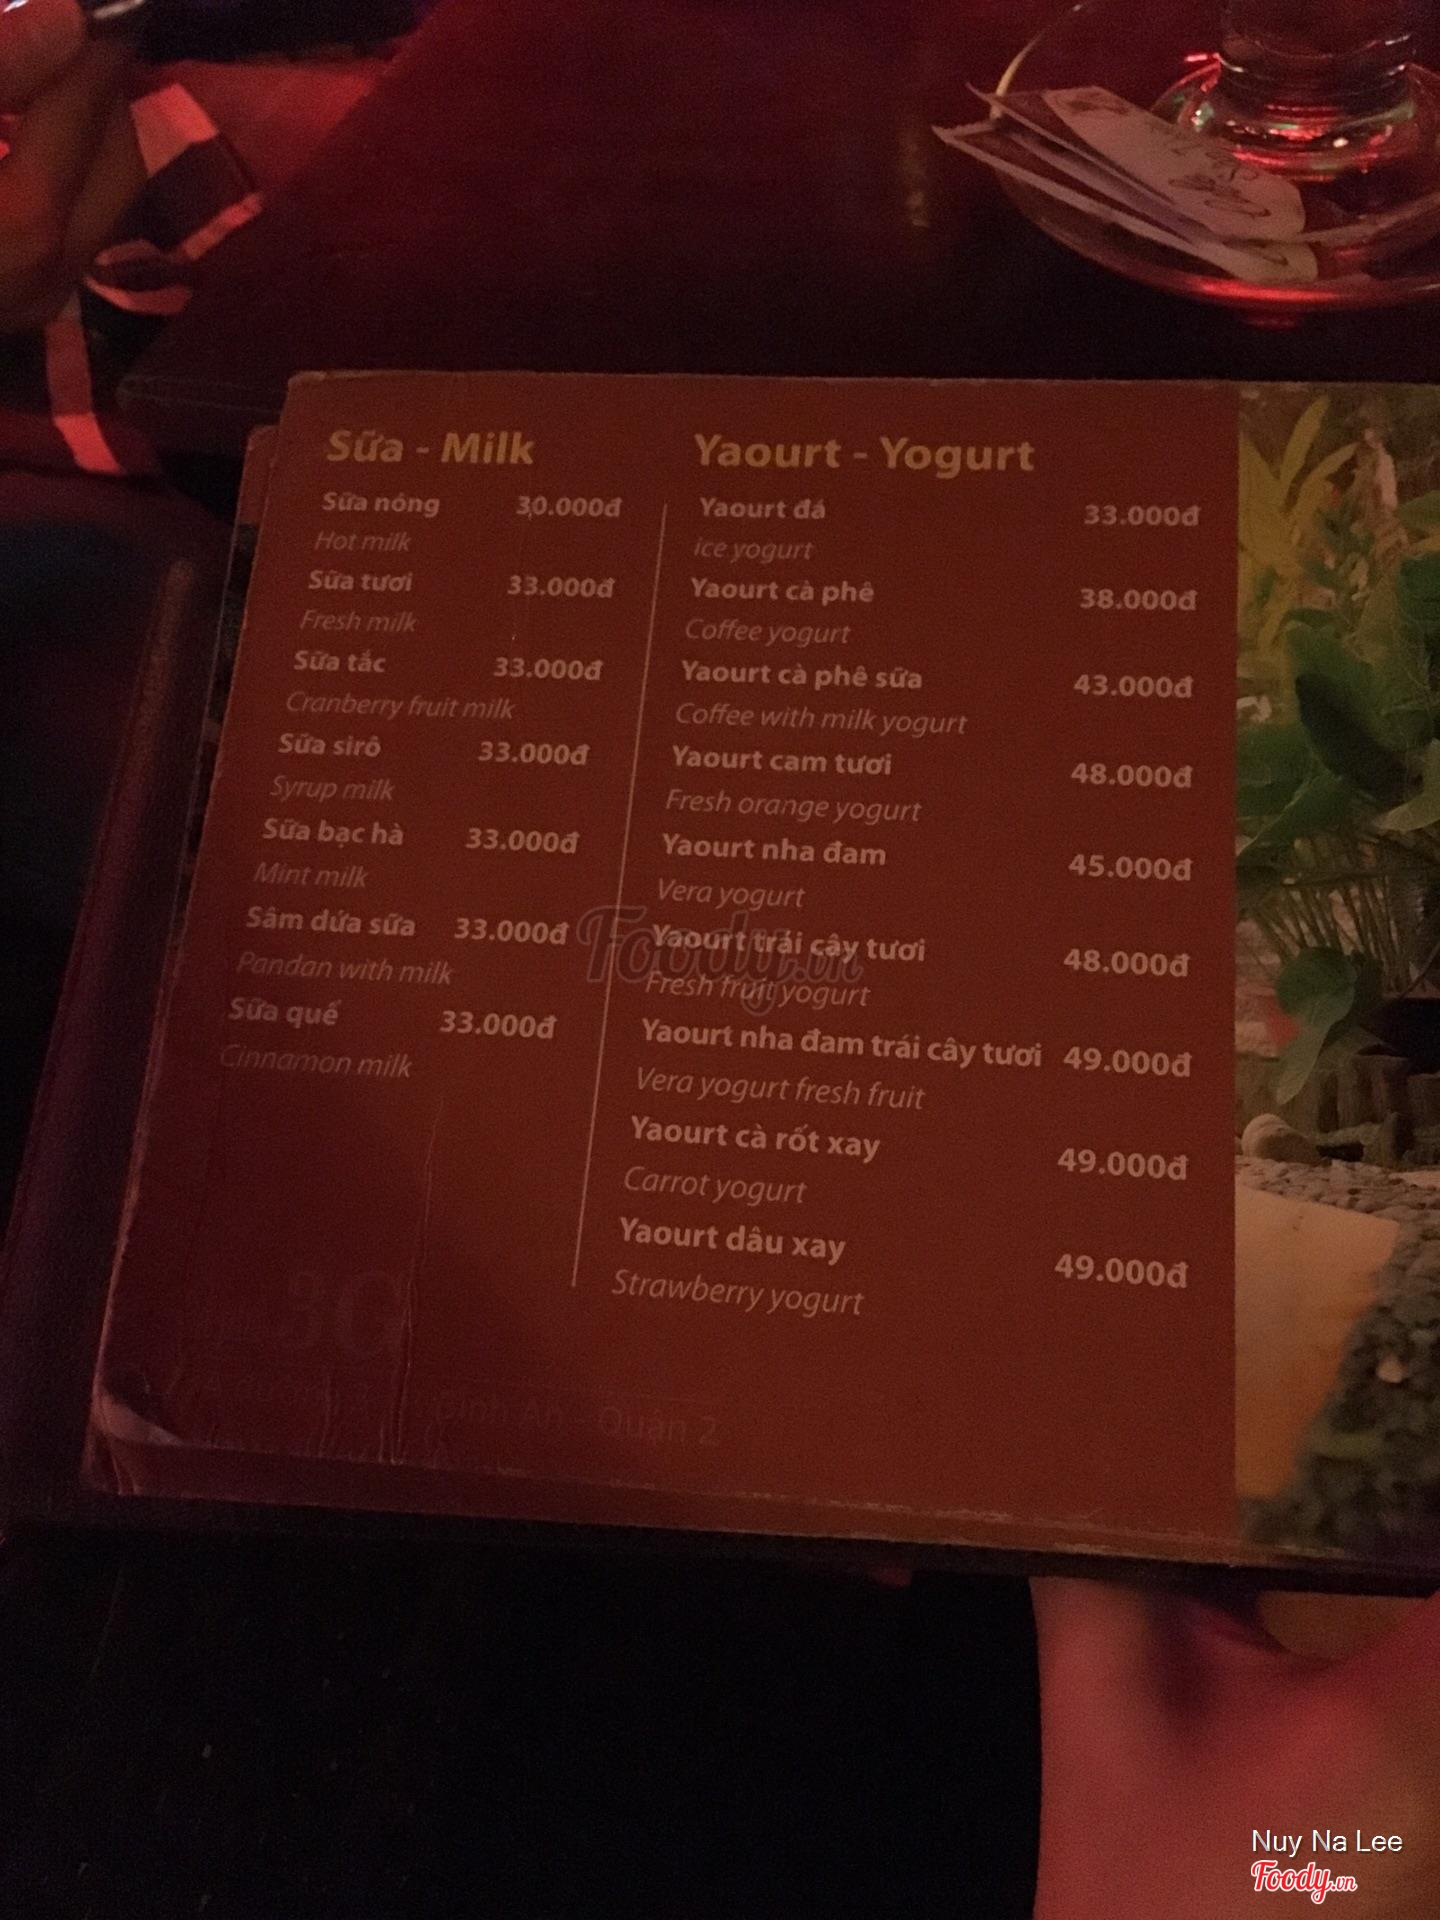 Sữa - Milk
Sữa nóng 30.000đ
Hot milk
Sữa tươi 33.000đ
Fresh milk
Sữa tắc 33.000đ
Cranberry fruit milk
Sữa sirô 33.000đ
Syrup milk
Sữa bạc hà 33.000đ
Mint milk
Sâm dứa sữa 33.000đ
Pandan with milk
Sữa quế 33.000đ
Cinnamon milk
Yaourt - Yogurt
Yaourt đá 33.000đ
ice yogurt
Yaourt cà phê 38.000đ
Coffee yogurt
Yaourt cà phê sữa 43.000đ
Coffee with milk yogurt
Yaourt cam tươi 48.000đ
Fresh orange yogurt
Yaourt nha đam 45.000đ
Vera yogurt
Yaourt trái cây tươi 48.000đ
Fresh fruit yogurt
Yaourt nha đam trái cây tươi 49.000đ
Vera yogurt fresh fruit
Yaourt cà rốt xay 49.000đ
Carrot yogurt
Yaourt dâu xay 49.000đ
Strawberry yogurt
Foody.vn
Bình An - Quận 2
Nuy Na Lee
Foody.vn